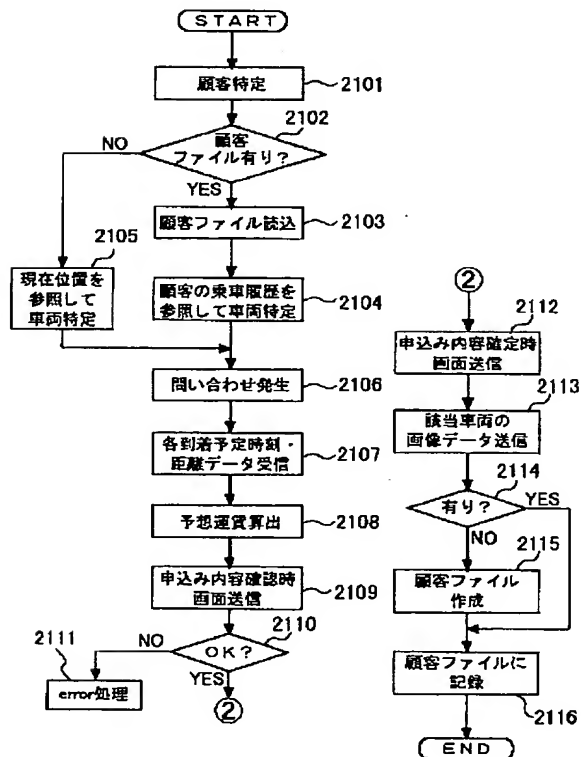 START
顧客特定
2101
2102
顧客
ファイル有り？
NO
YES
顧客ファイル読込
2103
2105
現在位置を
参照して
車両特定
顧客の乗車履歴を
参照して車両特定
2104
問い合わせ発生
2106
各到着予定時刻・
距離データ受信
2107
予想運賃算出
2108
申込み内容確認時
画面送信
2109
2110
OK?
NO
YES
2111
error処理
②
②
2112
申込み内容確定時
画面送信
2113
該当車両の
画像データ送信
2114
有り？
YES
NO
2115
顧客ファイル
作成
顧客ファイルに
記録
2116
END